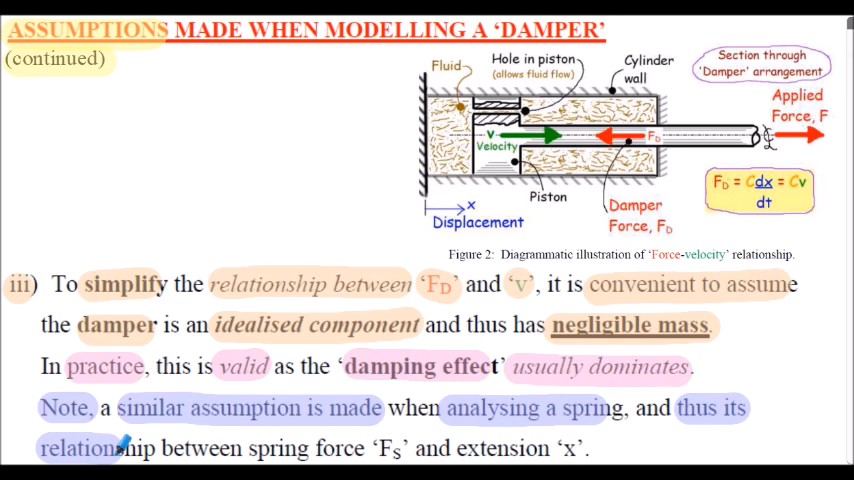 ASSUMPTIONS MADE WHEN MODELLING A ‘DAMPER’
(continued)
Fluid
Hole in piston
(allows fluid flow)
Cylinder
wall
Section through
‘Damper’ arrangement
Applied
Force, F
v
Velocity
FD
Piston
x
Displacement
Damper
Force, FD
FD = Cdx = Cv
dt
Figure 2: Diagrammatic illustration of ‘Force-velocity’ relationship.
iii) To simplify the relationship between ‘FD’ and ‘v’, it is convenient to assume
the damper is an idealised component and thus has negligible mass.
In practice, this is valid as the ‘damping effect’ usually dominates.
Note, a similar assumption is made when analysing a spring, and thus its
relationship between spring force ‘FS’ and extension ‘x’.